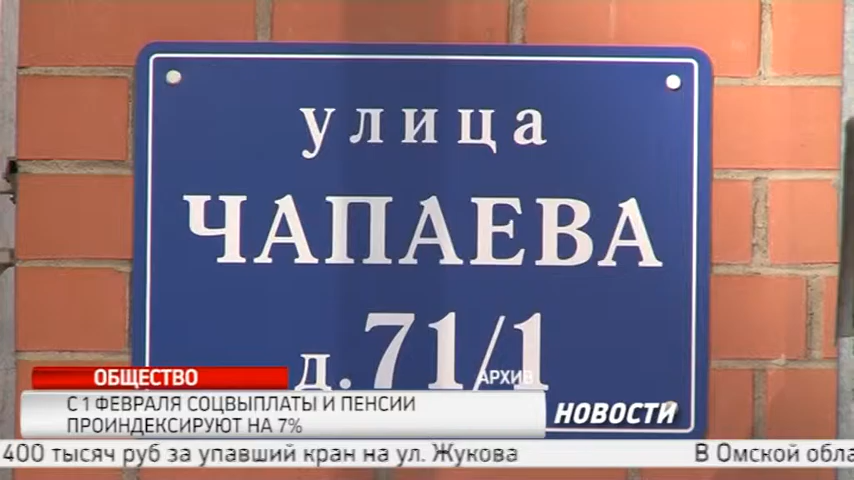 улица
ЧАПАЕВА
д. 71/1
ОБЩЕСТВО
АРХИВ
С 1 ФЕВРАЛЯ СОЦВЫПЛАТЫ И ПЕНСИИ
ПРОИНДЕКСИРУЮТ НА 7%
НОВОСТИ
400 тысяч руб за упавший кран на ул. Жукова
В Омской